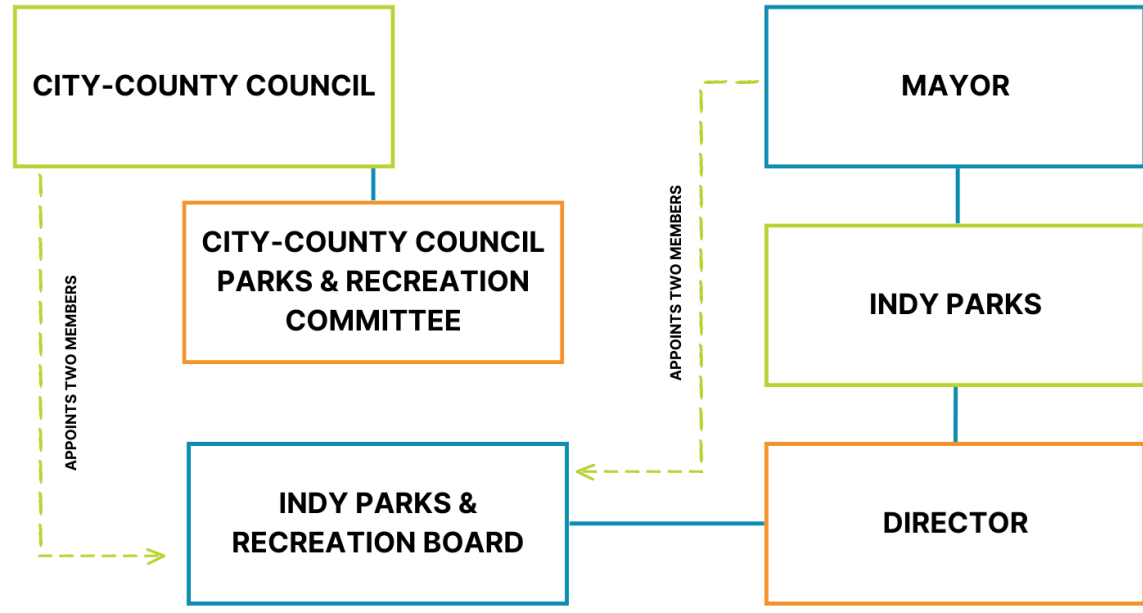 CITY-COUNTY COUNCIL
MAYOR
APPOINTS TWO MEMBERS
CITY-COUNTY COUNCIL
PARKS & RECREATION
COMMITTEE
APPOINTS TWO MEMBERS
INDY PARKS
INDY PARKS &
RECREATION BOARD
DIRECTOR